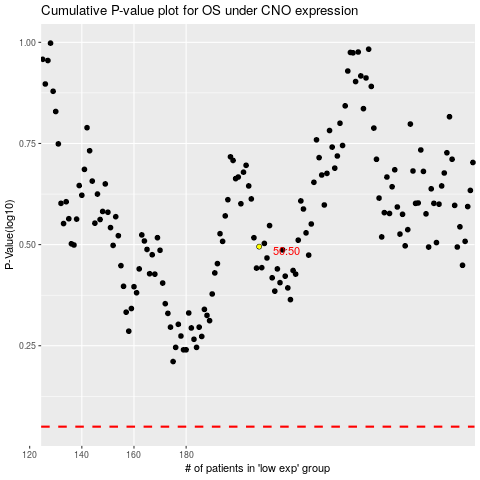 Cumulative P-value plot for OS under CNO expression
P-Value(log10)
1.00
0.75
0.50
0.25
50:50
120 140 160 180
# of patients in 'low exp' group